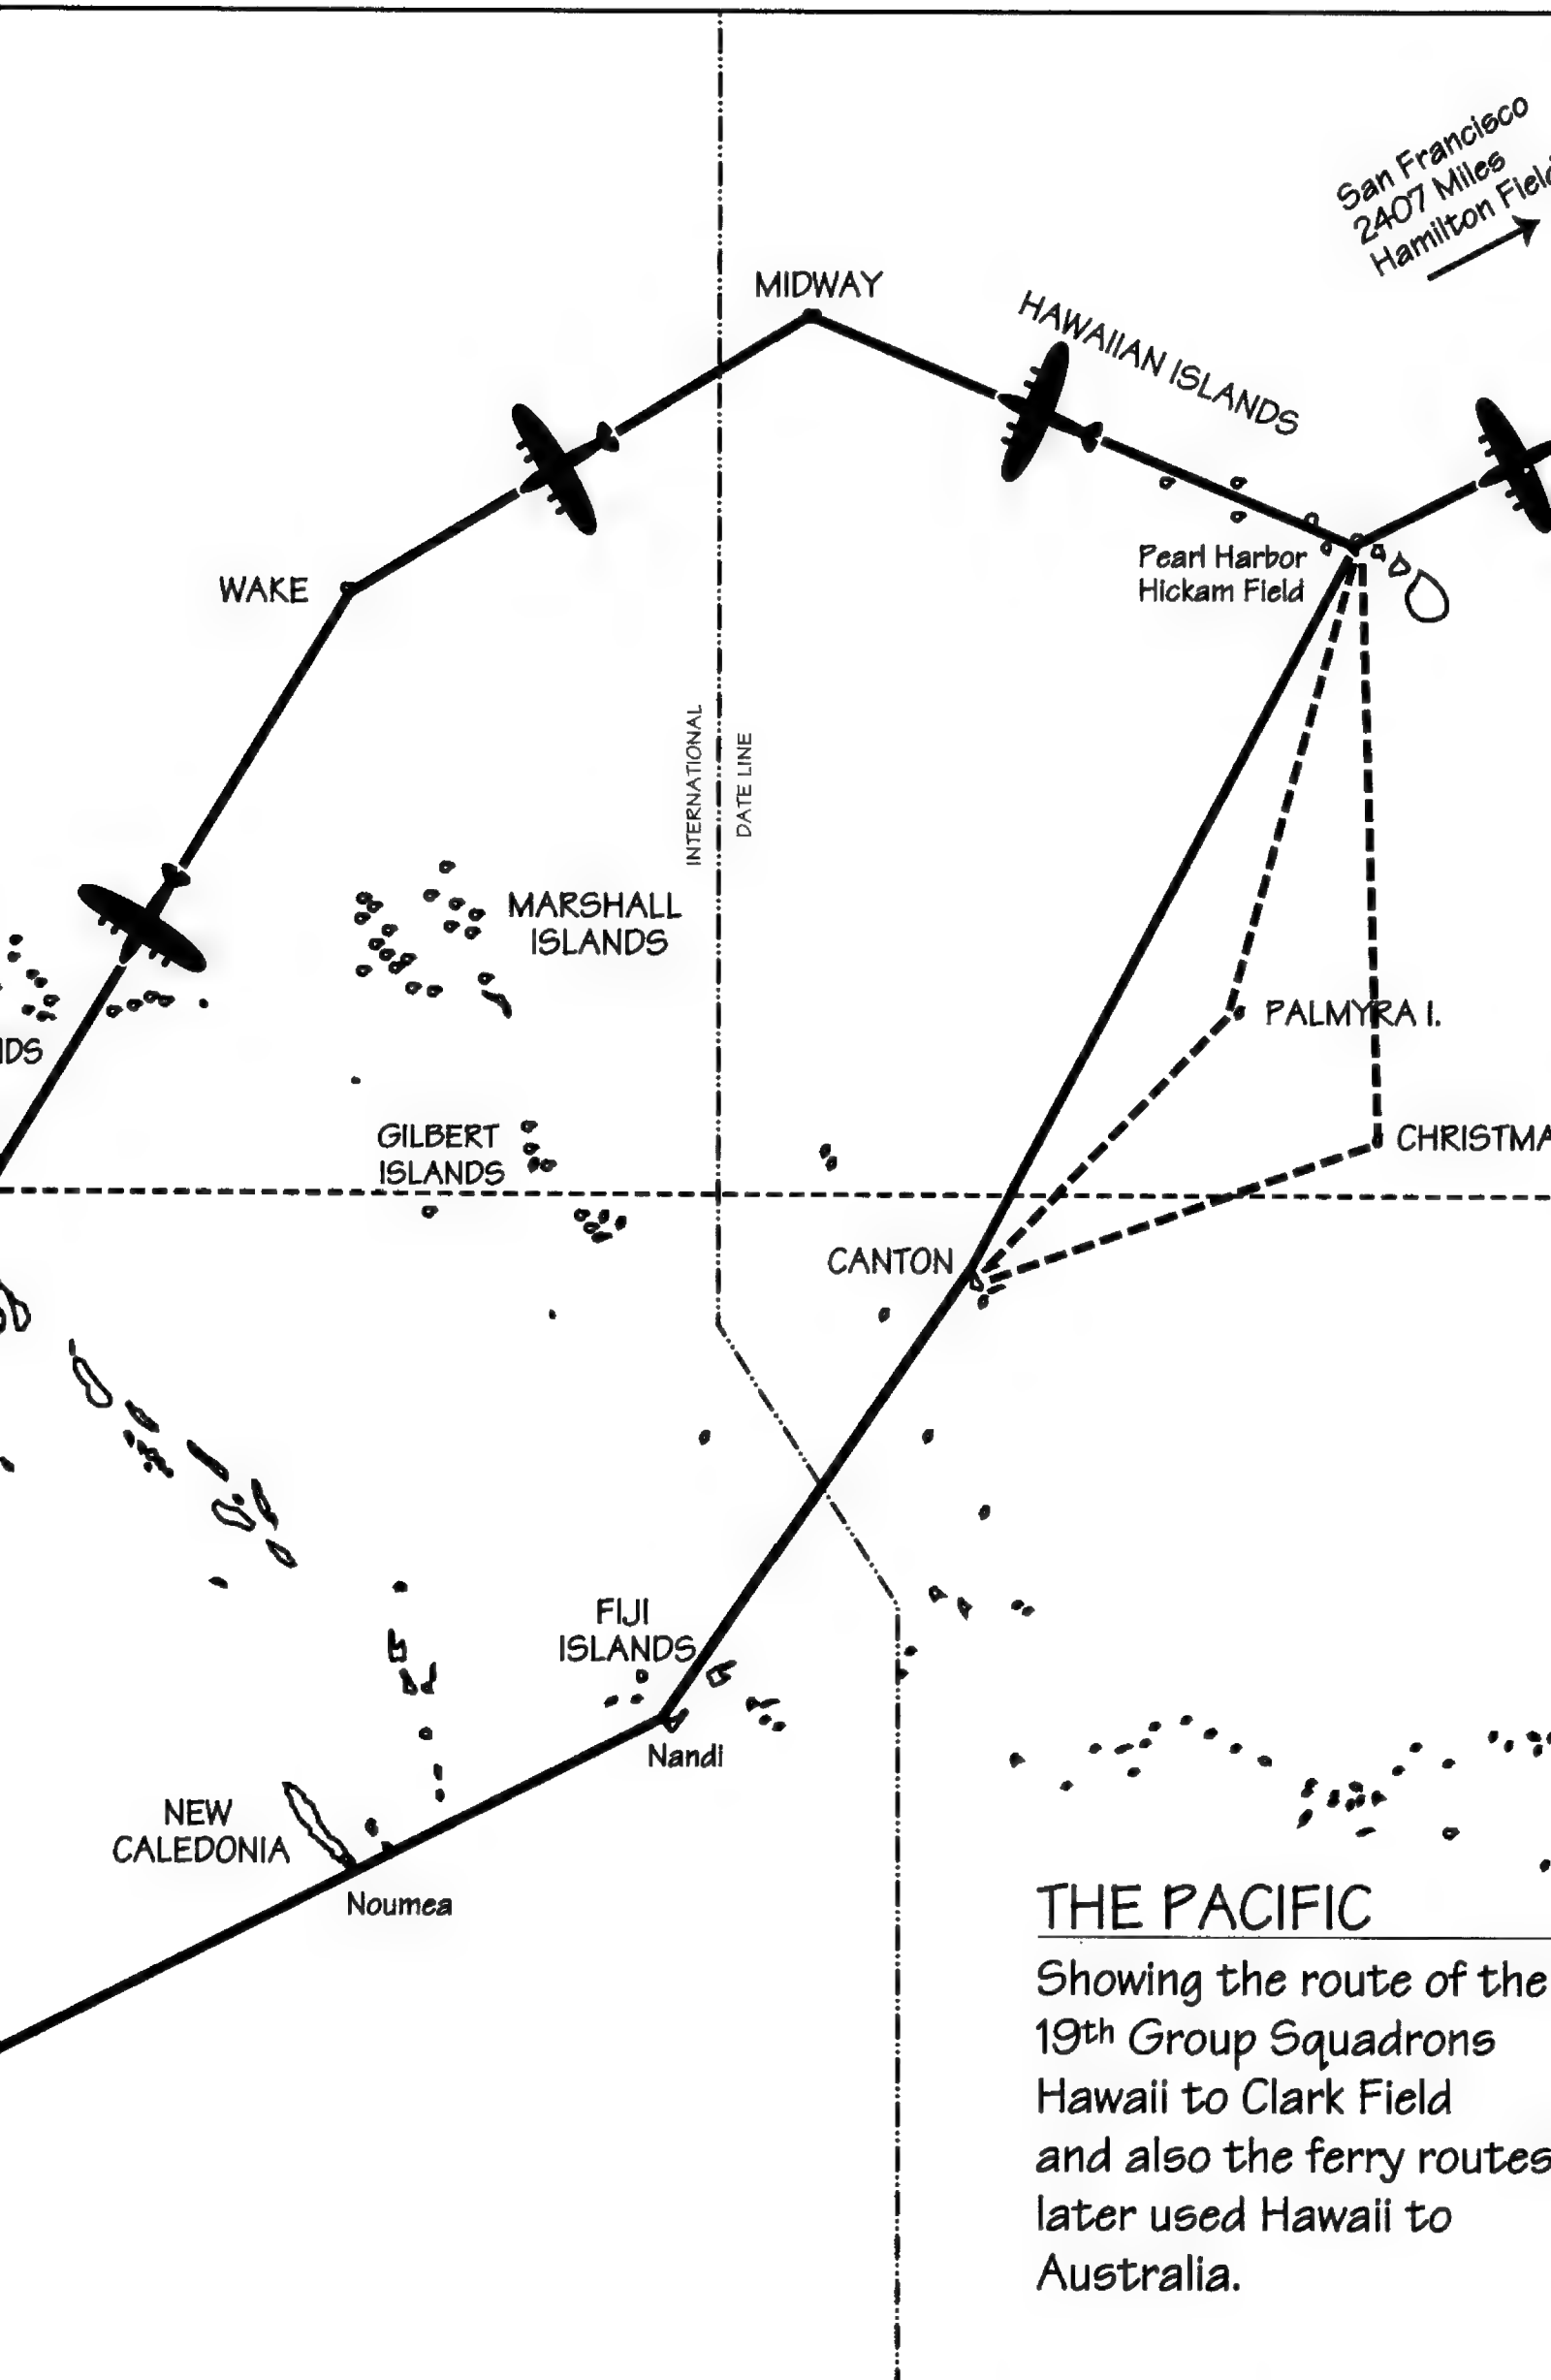 San Francisco
2407 Miles
Hamilton Field
MIDWAY
HAWAIIAN ISLANDS
WAKE
Pearl Harbor
Hickam Field
INTERNATIONAL
DATE LINE
MARSHALL
ISLANDS
PALMYRA I.
NDS
GILBERT
ISLANDS
CHRISTMA
CANTON
FIJI
ISLANDS
Nandi
NEW
CALEDONIA
Noumea
THE PACIFIC
Showing the route of the
19th Group Squadrons
Hawaii to Clark Field
and also the ferry routes
later used Hawaii to
Australia.